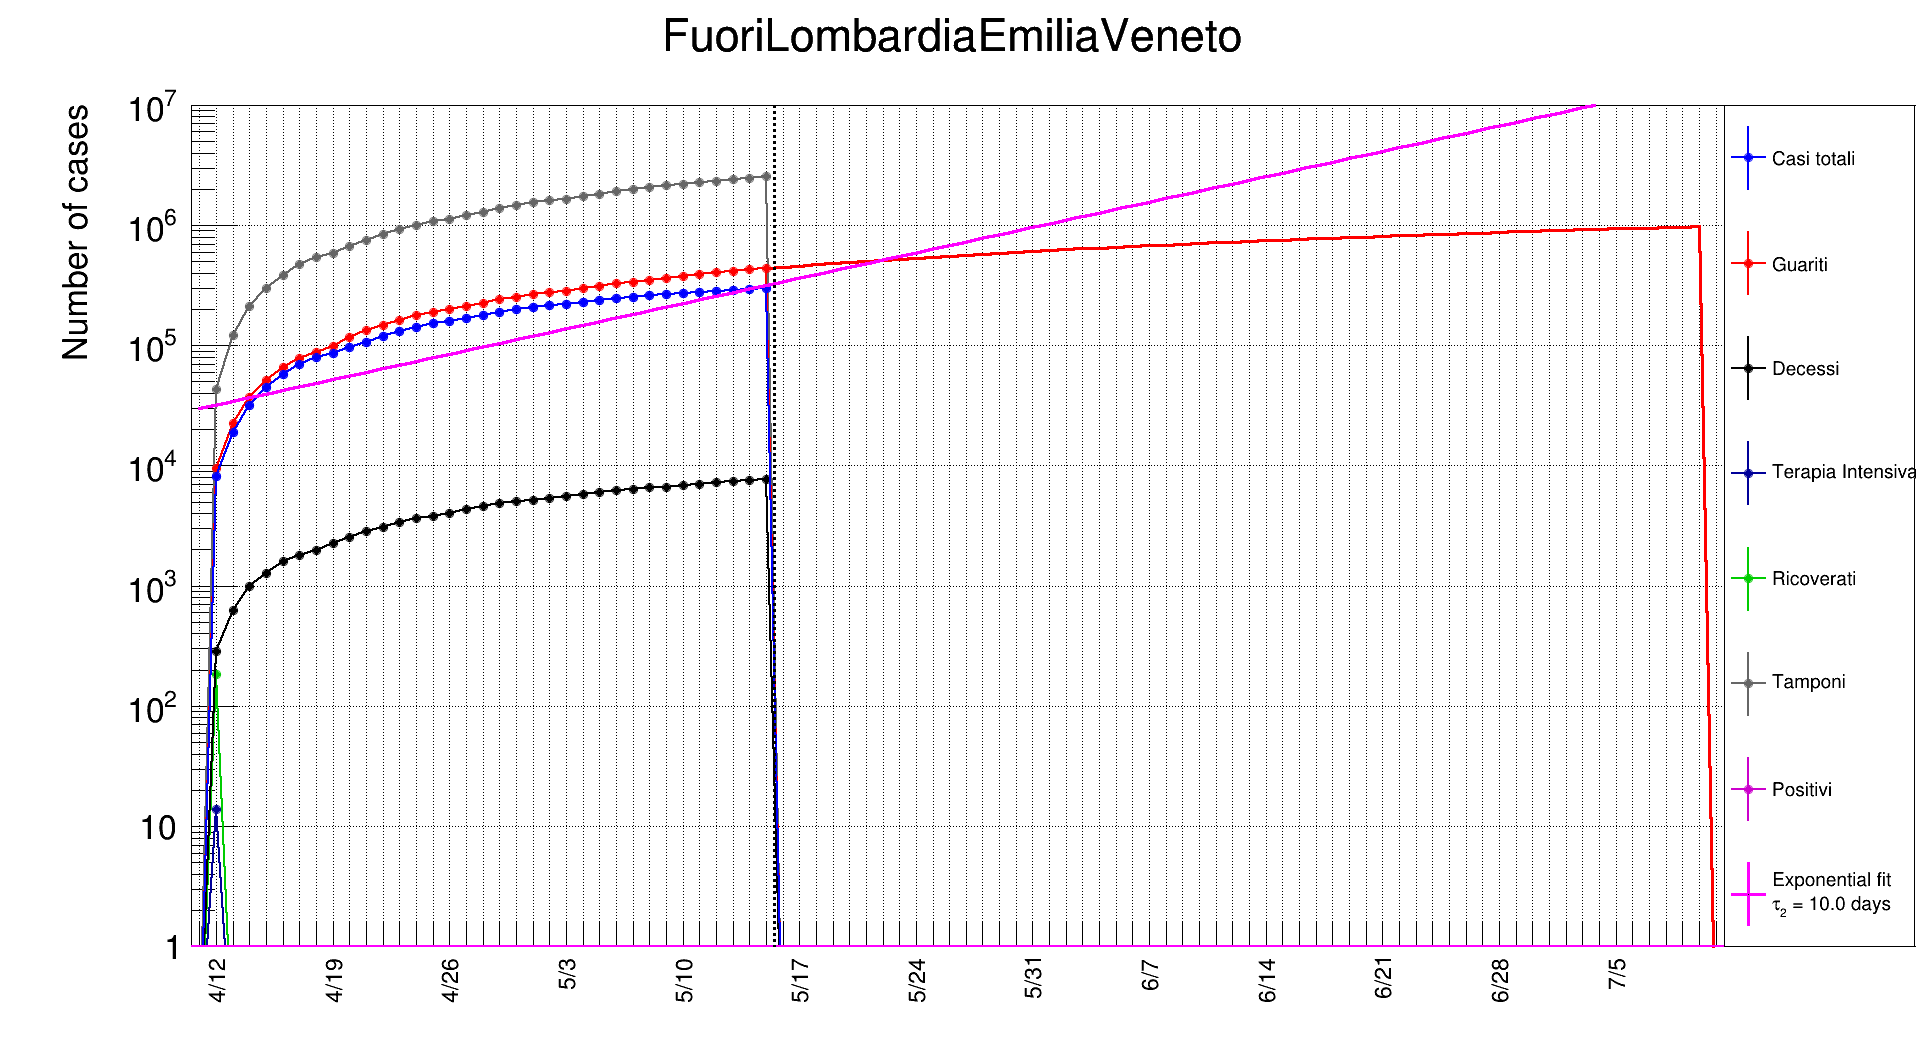 FuoriLombardiaEmiliaVeneto
Number of cases
10^7
10^6
10^5
10^4
10^3
10^2
10
1
4/12
4/19
4/26
5/3
5/10
5/17
5/24
5/31
6/7
6/14
6/21
6/28
7/5
Casi totali
Guariti
Decessi
Terapia Intensiva
Ricoverati
Tamponi
Positivi
Exponential fit
τ₂ = 10.0 days